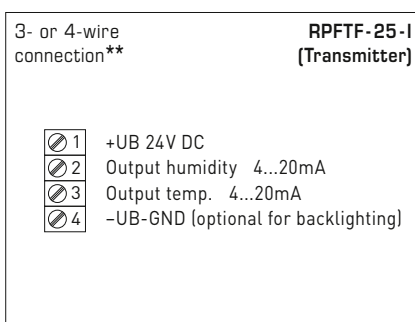 3- or 4-wire RPFTF-25-I
connection** (Transmitter)
1 +UB 24V DC
2 Output humidity 4...20mA
3 Output temp. 4...20mA
4 –UB-GND (optional for backlighting)